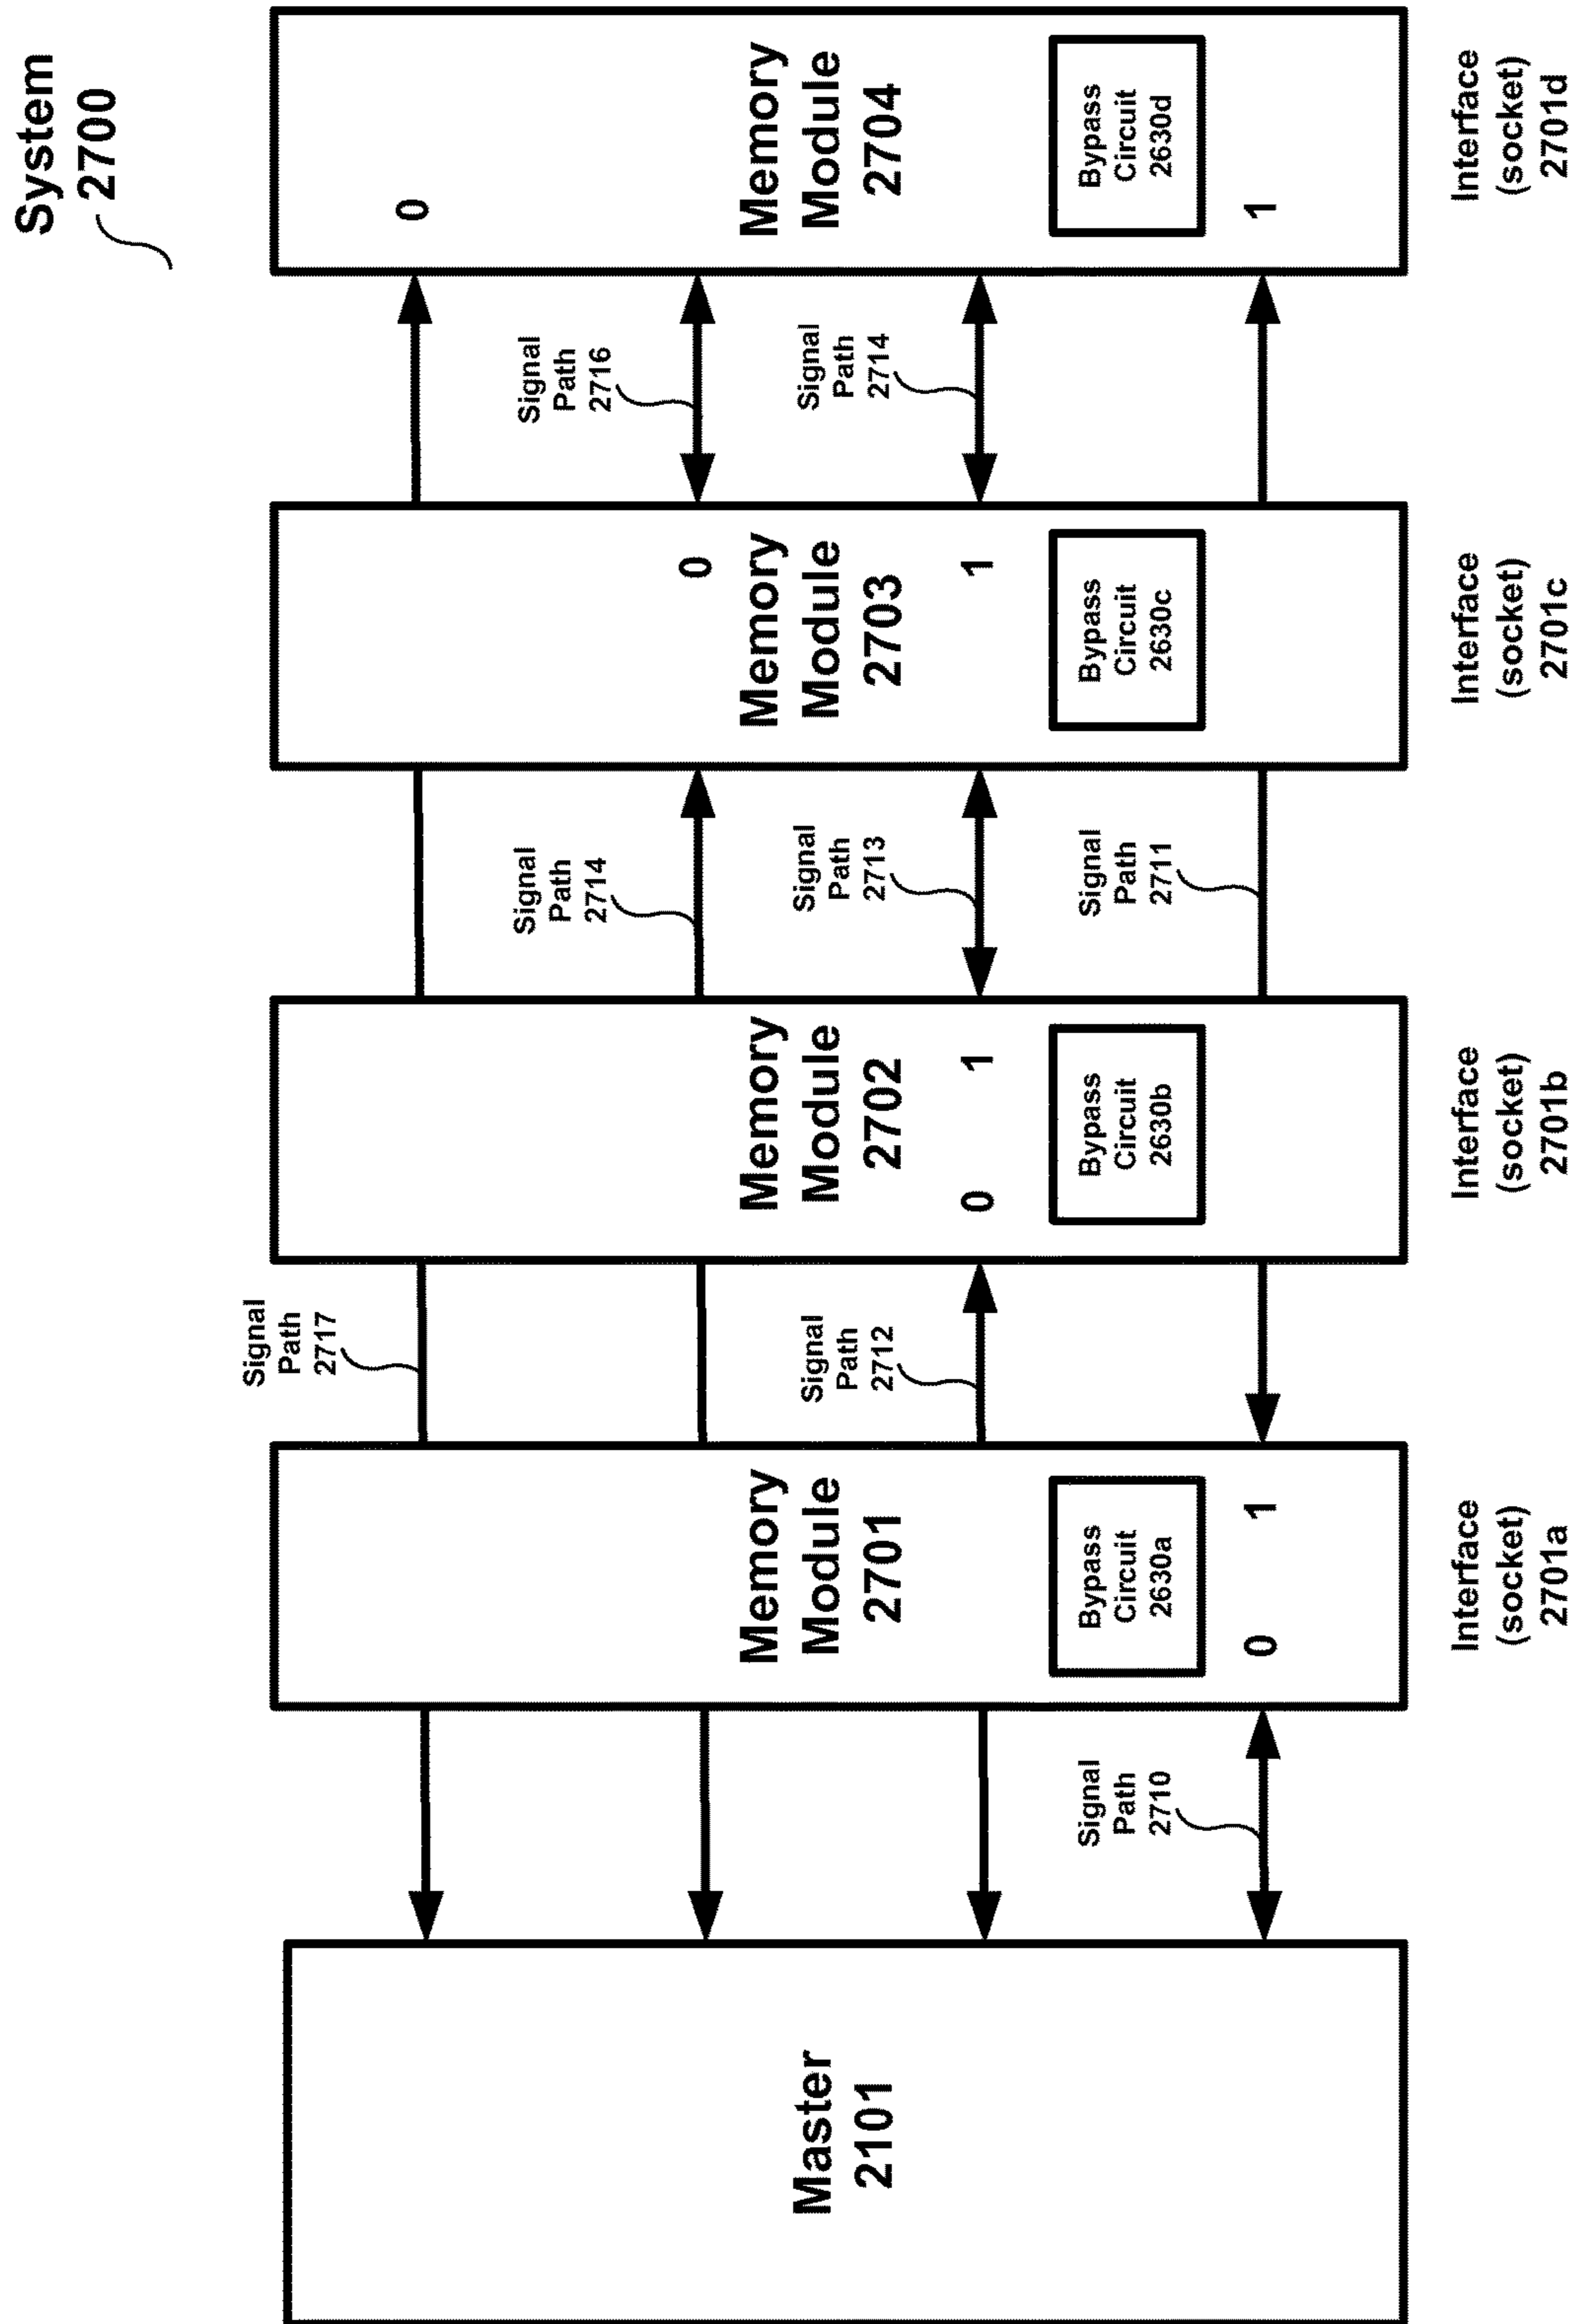 System
2700
Master
2101
Signal
Path
2710
Memory
Module
2701
Bypass
Circuit
2630a
0
1
Interface
(socket)
2701a
Signal
Path
2717
Signal
Path
2712
Memory
Module
2702
0
1
Bypass
Circuit
2630b
Interface
(socket)
2701b
Signal
Path
2714
Signal
Path
2713
Signal
Path
2711
0
Memory
Module
2703
1
Bypass
Circuit
2630c
Interface
(socket)
2701c
Signal
Path
2716
Signal
Path
2714
0
Memory
Module
2704
Bypass
Circuit
2630d
1
Interface
(socket)
2701d